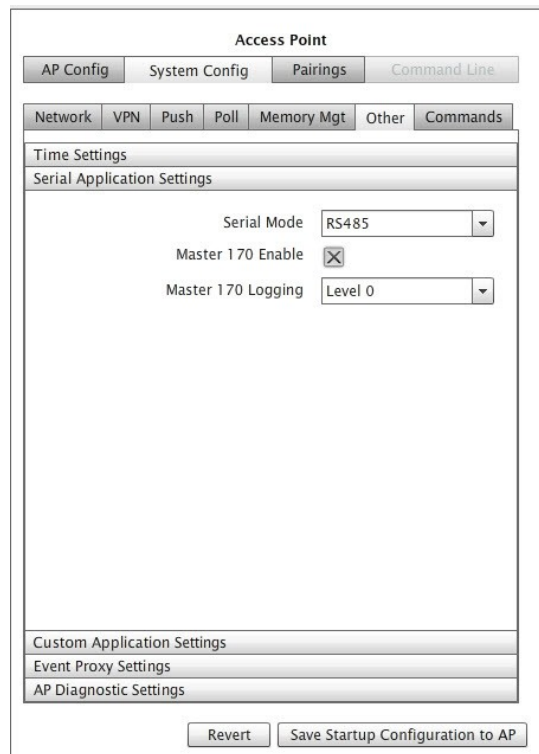 Access Point
AP Config System Config Pairings Command Line
Network VPN Push Poll Memory Mgt Other Commands
Time Settings
Serial Application Settings
Serial Mode RS485
Master 170 Enable
Master 170 Logging Level 0
Custom Application Settings
Event Proxy Settings
AP Diagnostic Settings
Revert Save Startup Configuration to AP